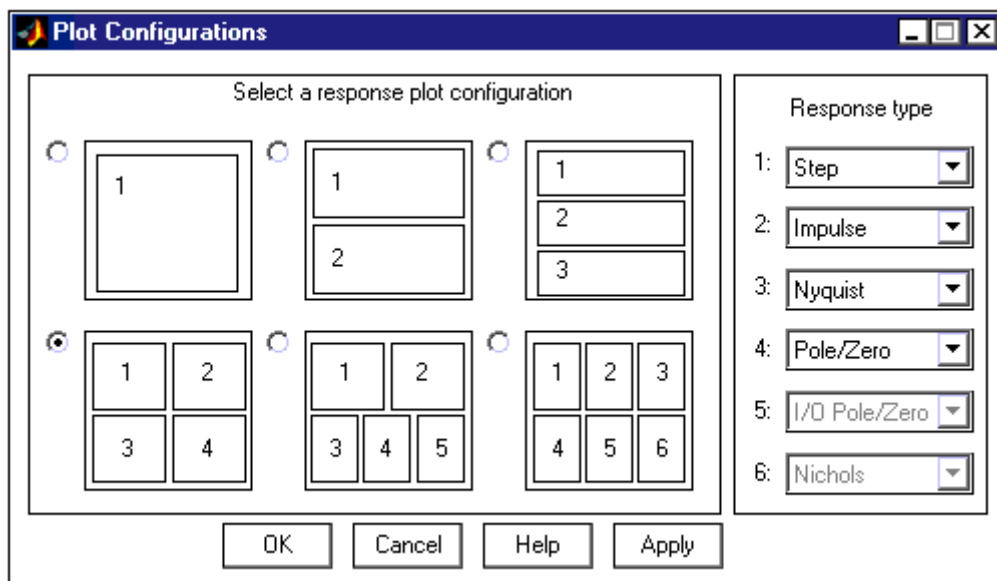 Plot Configurations
Select a response plot configuration
1
1
2
1
2
3
1 2
3 4
1 2
3 4 5
1 2 3
4 5 6
Response type
1: Step
2: Impulse
3: Nyquist
4: Pole/Zero
5: I/O Pole/Zero
6: Nichols
OK Cancel Help Apply